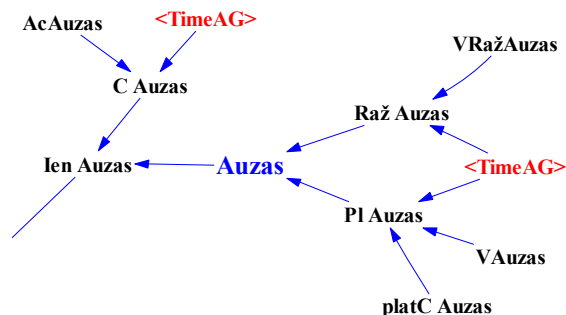 AcAuzas
<TimeAG>
VRažAuzas
C Auzas
Raž Auzas
Ien Auzas
Auzas
<TimeAG>
Pl Auzas
VAuzas
platC Auzas